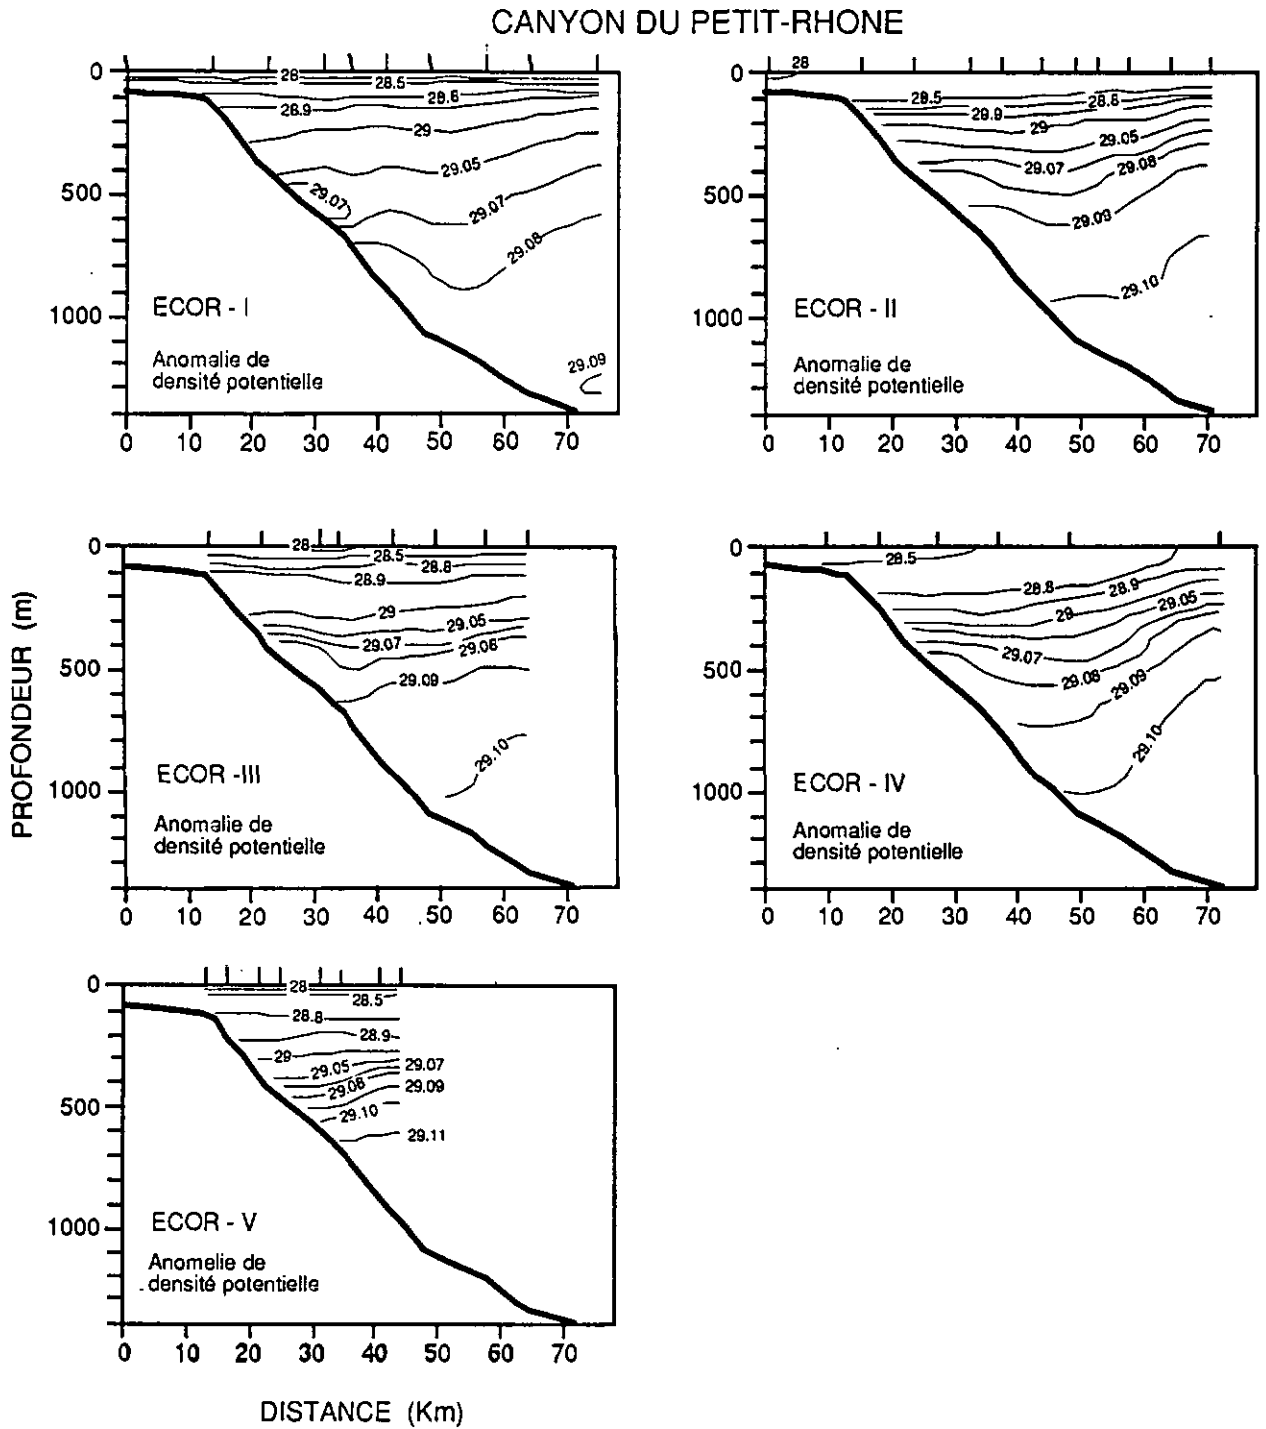 CANYON DU PETIT-RHONE
0
500
1000
28
28.5
28.8
28.9
29
29.05
29.07
29.07
29.08
29.09
ECOR - I
Anomalie de
densité potentielle
0 10 20 30 40 50 60 70
0
500
1000
28
28.5
28.8
28.9
29
29.05
29.07
29.08
29.09
29.10
ECOR - II
Anomalie de
densité potentielle
0 10 20 30 40 50 60 70
PROFONDEUR (m)
0
500
1000
28
28.5
28.8
28.9
29
29.05
29.07
29.08
29.09
29.10
ECOR -III
Anomalie de
densité potentielle
0 10 20 30 40 50 60 70
0
500
1000
28.5
28.8
28.9
29
29.05
29.07
29.08
29.09
29.10
ECOR - IV
Anomalie de
densité potentielle
0 10 20 30 40 50 60 70
0
500
1000
28
28.5
28.8
28.9
29
29.05
29.07
29.08
29.09
29.10
29.11
ECOR - V
Anomelie de
densité potentielle
0 10 20 30 40 50 60 70
DISTANCE (Km)